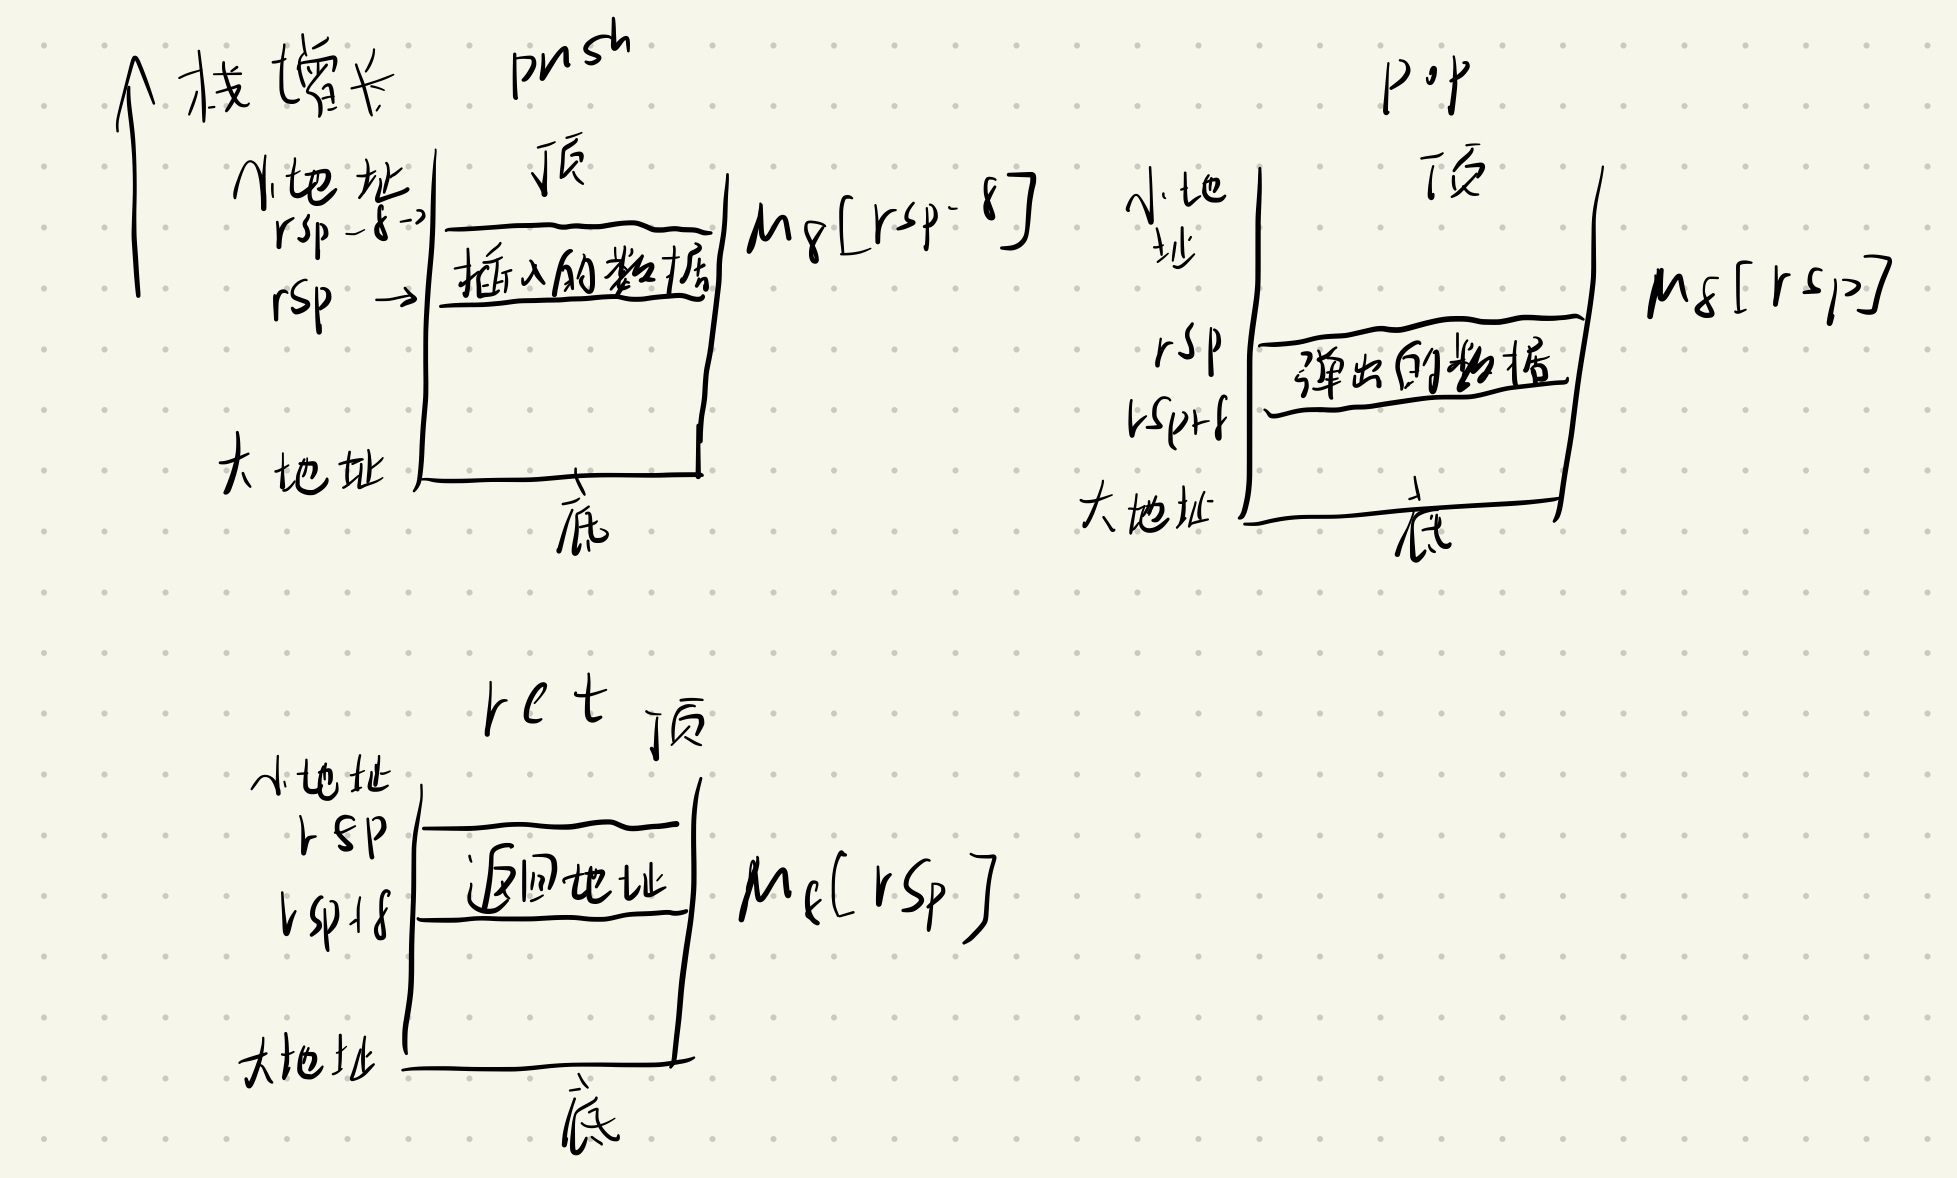 栈增长
push
顶
小地址
rsp-8→
rsp →
插入的数据
M8[rsp-8]
大地址
底
pop
顶
小地
址
rsp
rsp+8
弹出的数据
M8[rsp]
大地址
底
ret
顶
小地址
rsp
rsp+8
返回地址
M8[rsp]
大地址
底